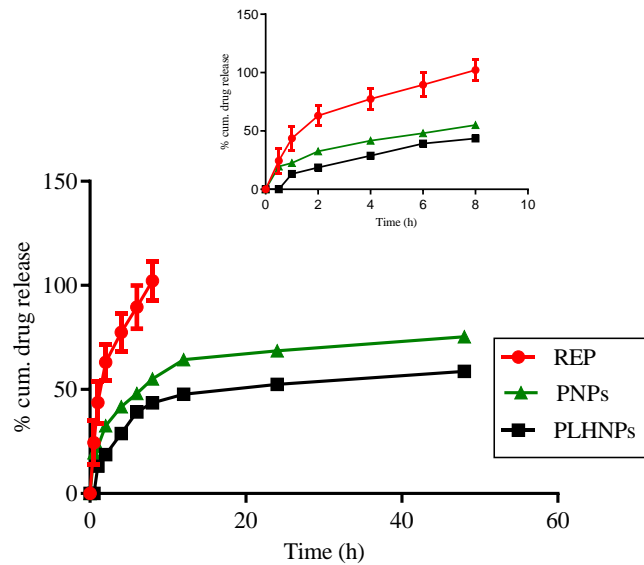 150
100
50
0
% cum. drug release
0 2 4 6 8 10
Time (h)
150
100
50
0
% cum. drug release
0 20 40 60
Time (h)
REP
PNPs
PLHNPs